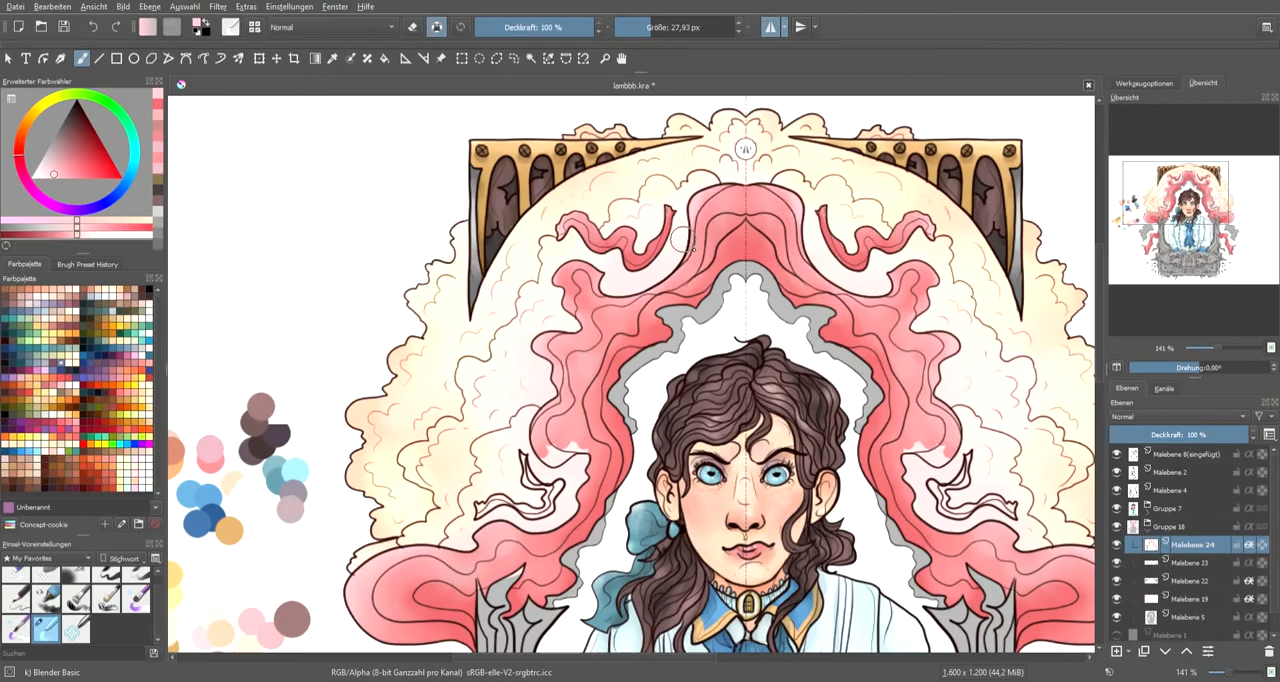 Datei Bearbeiten Ansicht Bild Ebene Auswahl Filter Extras Einstellungen Fenster Hilfe
Normal Deckkraft: 100 % Größe: 27,93 px
Erweiterter Farbwähler
lambbb.kra *
Werkzeugoptionen Übersicht
Übersicht
Farbpalette Brush Preset History
Farbpalette
141 %
Drehung:0,00°
Ebenen Kanäle
Ebenen
Normal
Deckkraft: 100 %
Malebene 8(eingefügt)
Malebene 2
Malebene 4
Gruppe 7
Gruppe 18
Malebene 24
Malebene 23
Malebene 22
Malebene 19
Malebene 5
Malebene 1
Unbenannt
Concept-cookie
Pinsel-Voreinstellungen
My Favorites Stichwort
Suchen
k) Blender Basic RGB/Alpha (8-bit Ganzzahl pro Kanal) sRGB-elle-V2-srgbtrc.icc 1.600 x 1.200 (44,2 MiB) 141 %